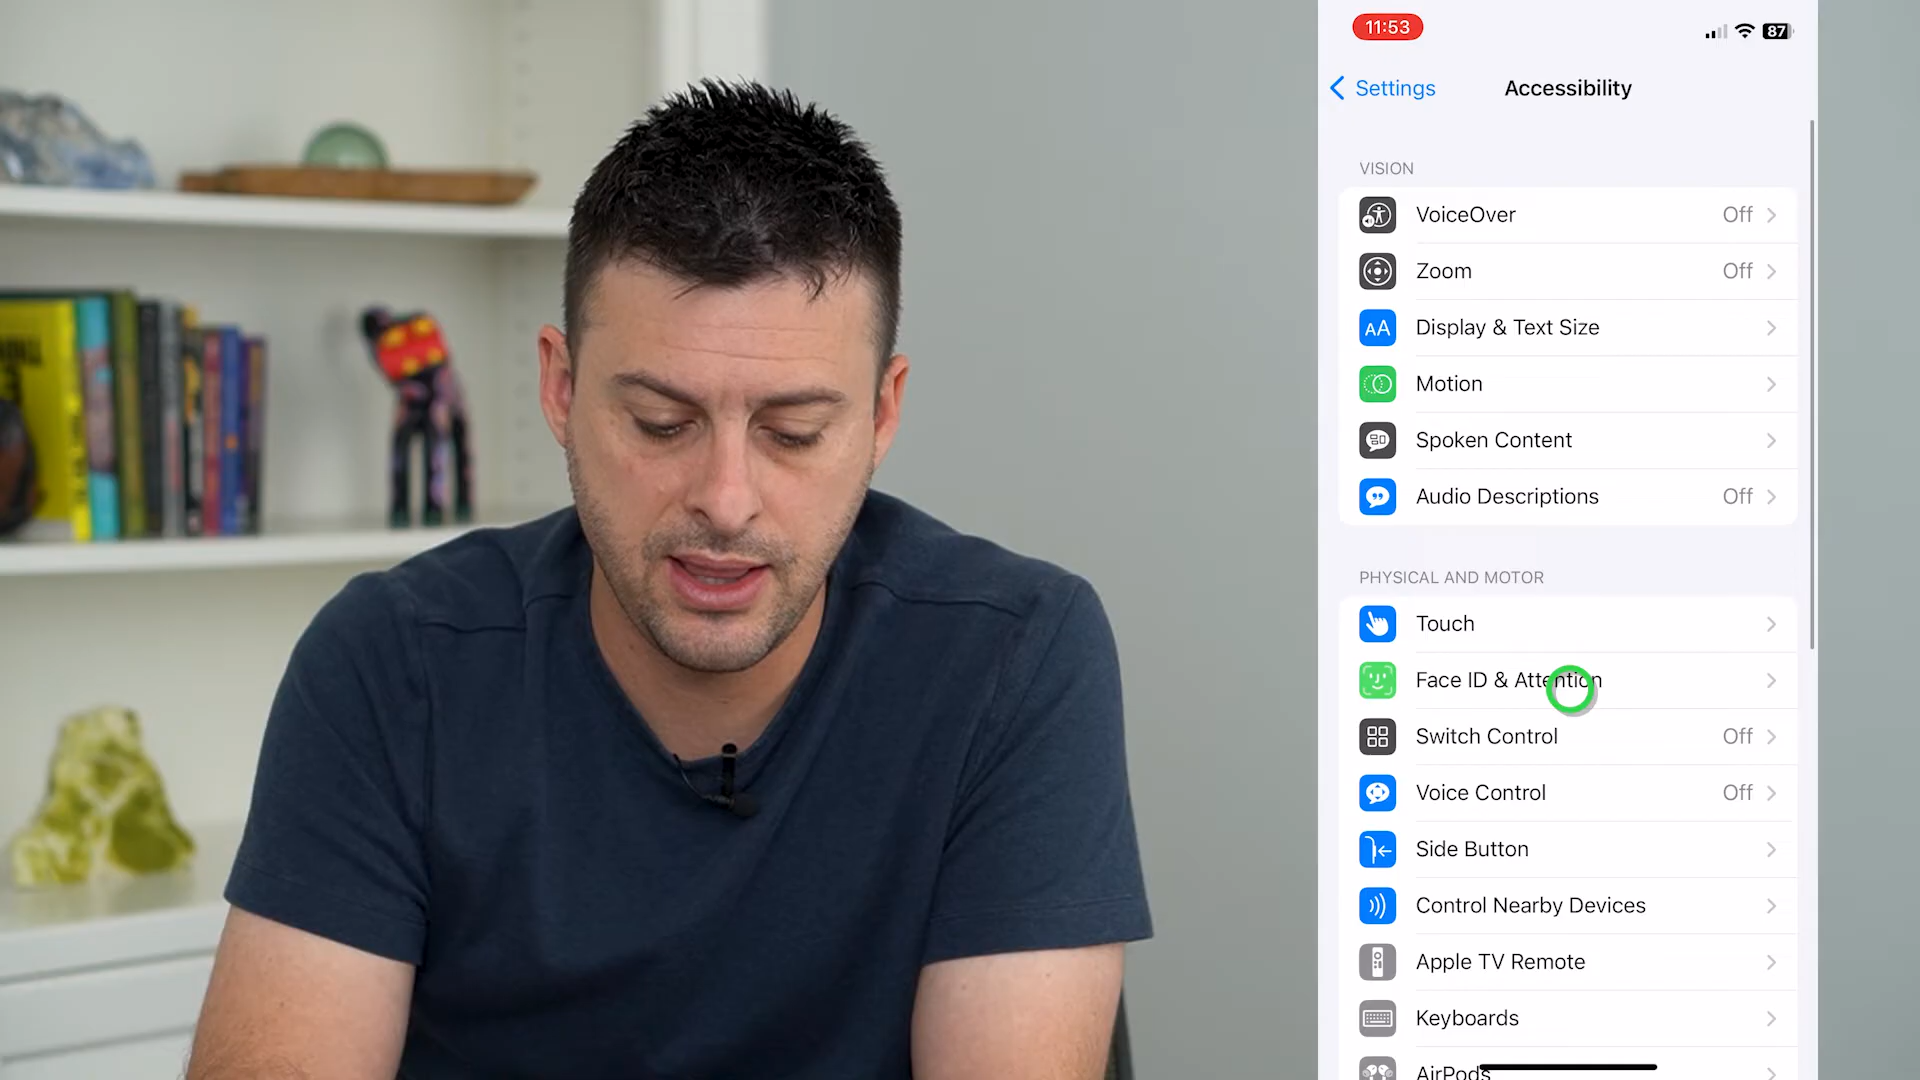 11:53
87
Settings
Accessibility
VISION
VoiceOver Off
Zoom Off
AA Display & Text Size
Motion
Spoken Content
Audio Descriptions Off
PHYSICAL AND MOTOR
Touch
Face ID & Attention
Switch Control Off
Voice Control Off
Side Button
Control Nearby Devices
Apple TV Remote
Keyboards
AirPods